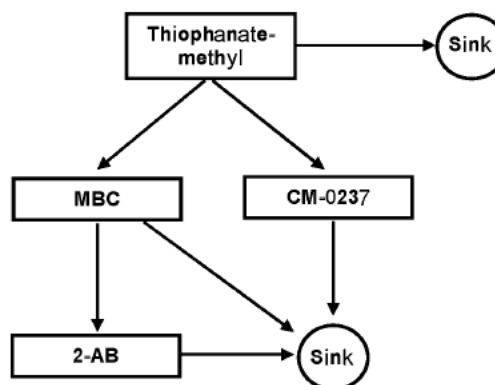 Thiophanate-
methyl
Sink
MBC
CM-0237
2-AB
Sink